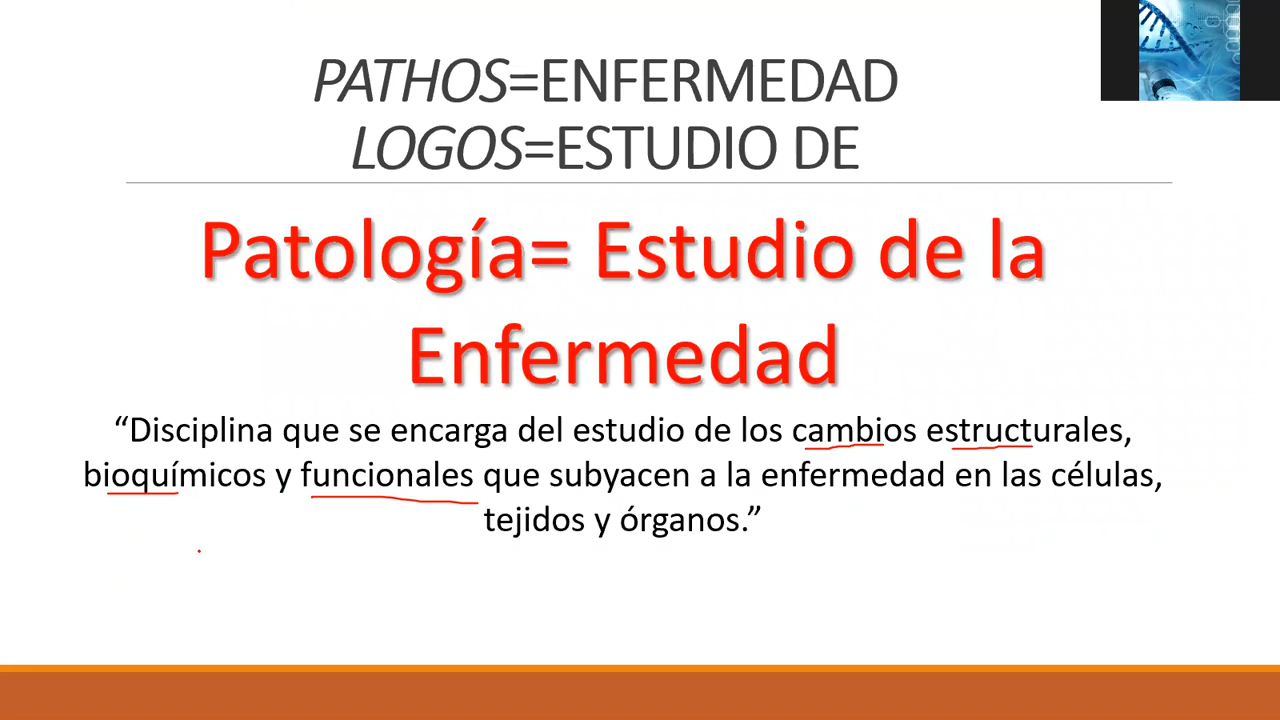 PATHOS=ENFERMEDAD
LOGOS=ESTUDIO DE
Patología= Estudio de la
Enfermedad
“Disciplina que se encarga del estudio de los cambios estructurales,
bioquímicos y funcionales que subyacen a la enfermedad en las células,
tejidos y órganos.”